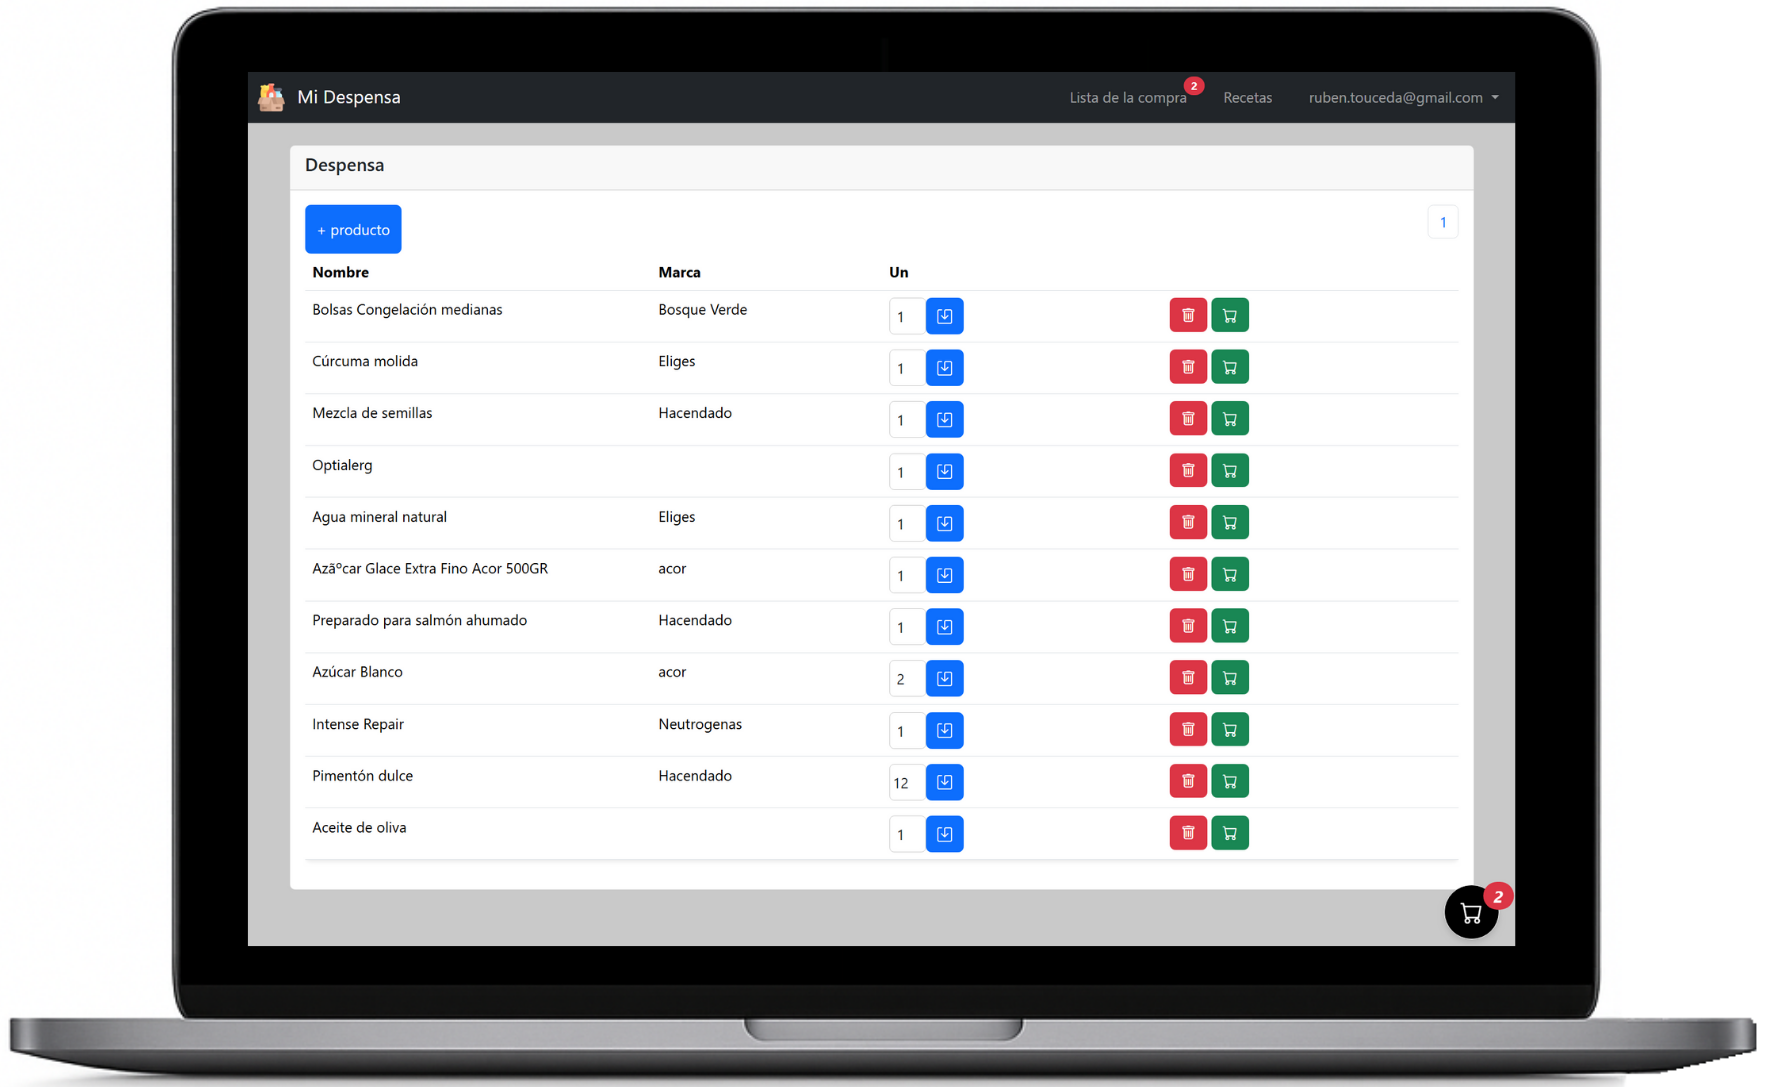 Mi Despensa
Lista de la compra 2 Recetas ruben.touceda@gmail.com
Despensa
+ producto 1
Nombre Marca Un
Bolsas Congelación medianas Bosque Verde 1
Cúrcuma molida Eliges 1
Mezcla de semillas Hacendado 1
Optialerg 1
Agua mineral natural Eliges 1
Azãºcar Glace Extra Fino Acor 500GR acor 1
Preparado para salmón ahumado Hacendado 1
Azúcar Blanco acor 2
Intense Repair Neutrogenas 1
Pimentón dulce Hacendado 12
Aceite de oliva 1
2